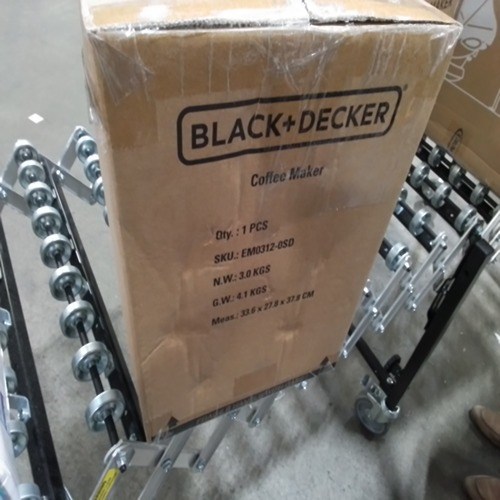 BLACK+DECKER
Coffee Maker
Qty. : 1 PCS
SKU.: EM0312-0SD
N.W.: 3.0 KGS
G.W.: 4.1 KGS
Meas.: 33.6 x 27.8 x 37.8 CM